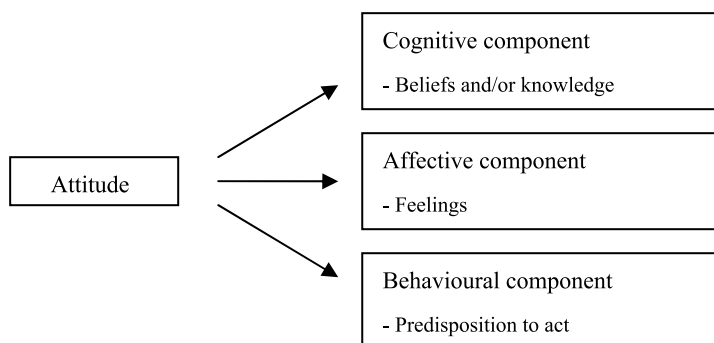 Cognitive component
- Beliefs and/or knowledge
Attitude
Affective component
- Feelings
Behavioural component
- Predisposition to act